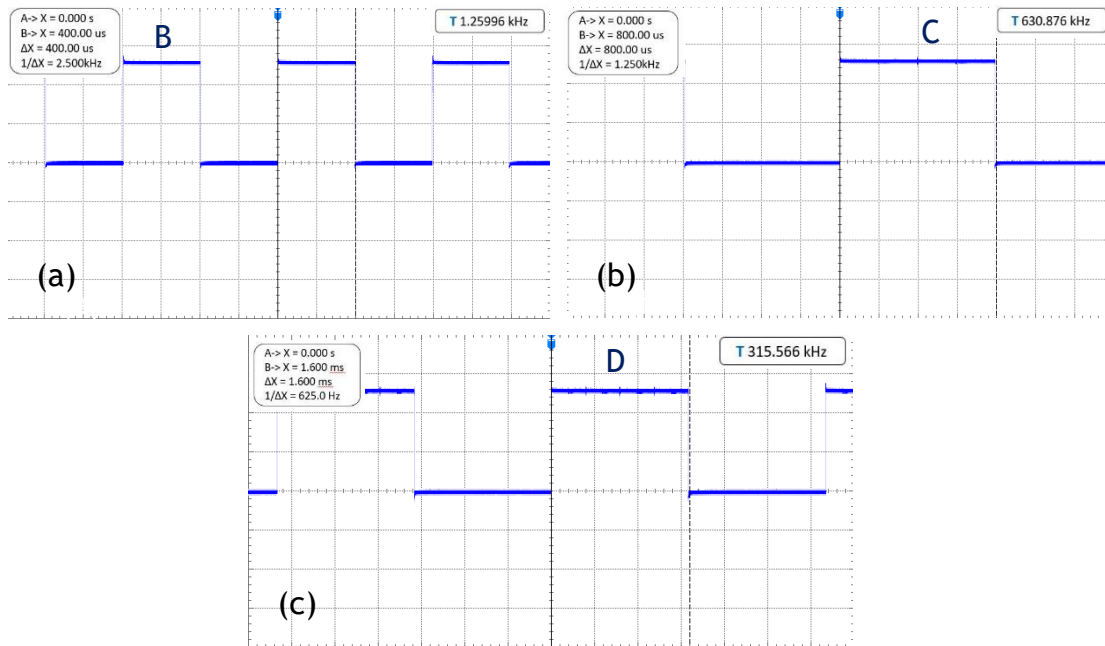 A-> X = 0.000 s
B-> X = 400.00 us
ΔX = 400.00 us
1/ΔX = 2.500kHz
B
T 1.25996 kHz
(a)
A-> X = 0.000 s
B-> X = 800.00 us
ΔX = 800.00 us
1/ΔX = 1.250kHz
C
T 630.876 kHz
(b)
A-> X = 0.000 s
B-> X = 1.600 ms
ΔX = 1.600 ms
1/ΔX = 625.0 Hz
D
T 315.566 kHz
(c)